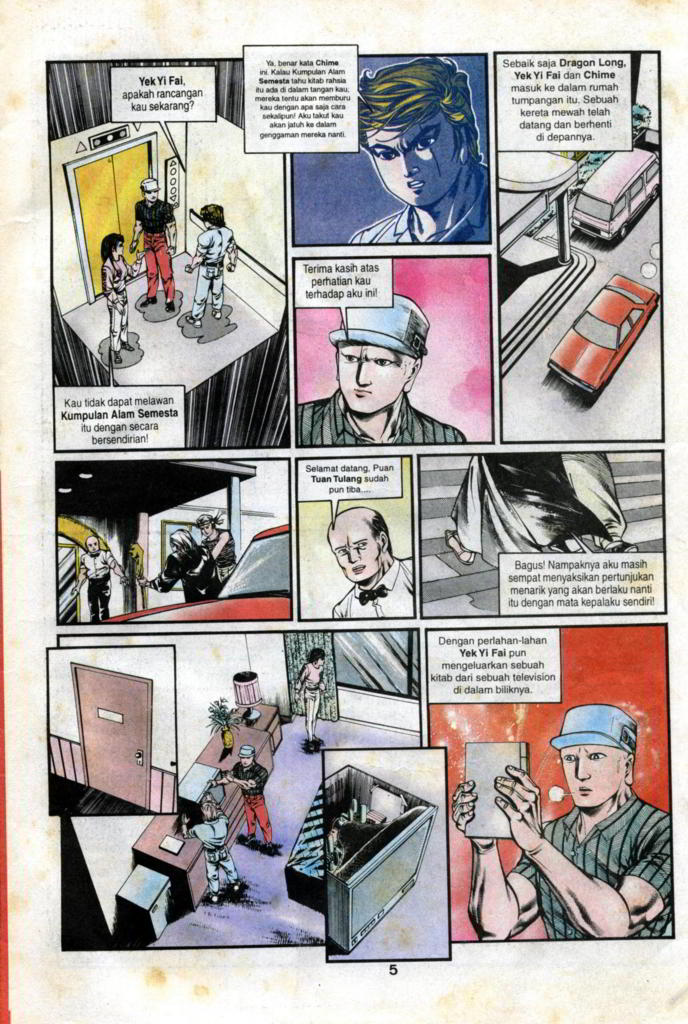 Yek Yi Fai,
apakah rancangan
kau sekarang?
Ya, benar kata Chime
ini. Kalau Kumpulan Alam
Semesta tahu kitab rahsia
itu ada di dalam tangan kau,
mereka tentu akan memburu
kau dengan apa saja cara
sekalipun! Aku takut kau
akan jatuh ke dalam
genggaman mereka nanti.
Sebaik saja Dragon Long,
Yek Yi Fai dan Chime
masuk ke dalam rumah
tumpangan itu. Sebuah
kereta mewah telah
datang dan berhenti
di depannya.
Terima kasih atas
perhatian kau
terhadap aku ini!
Kau tidak dapat melawan
Kumpulan Alam Semesta
itu dengan secara
bersendirian!
Selamat datang, Puan
Tuan Tulang sudah
pun tiba....
Bagus! Nampaknya aku masih
sempat menyaksikan pertunjukan
menarik yang akan berlaku nanti
itu dengan mata kepalaku sendiri!
Dengan perlahan-lahan
Yek Yi Fai pun
mengeluarkan sebuah
kitab dari sebuah television
di dalam biliknya.
5